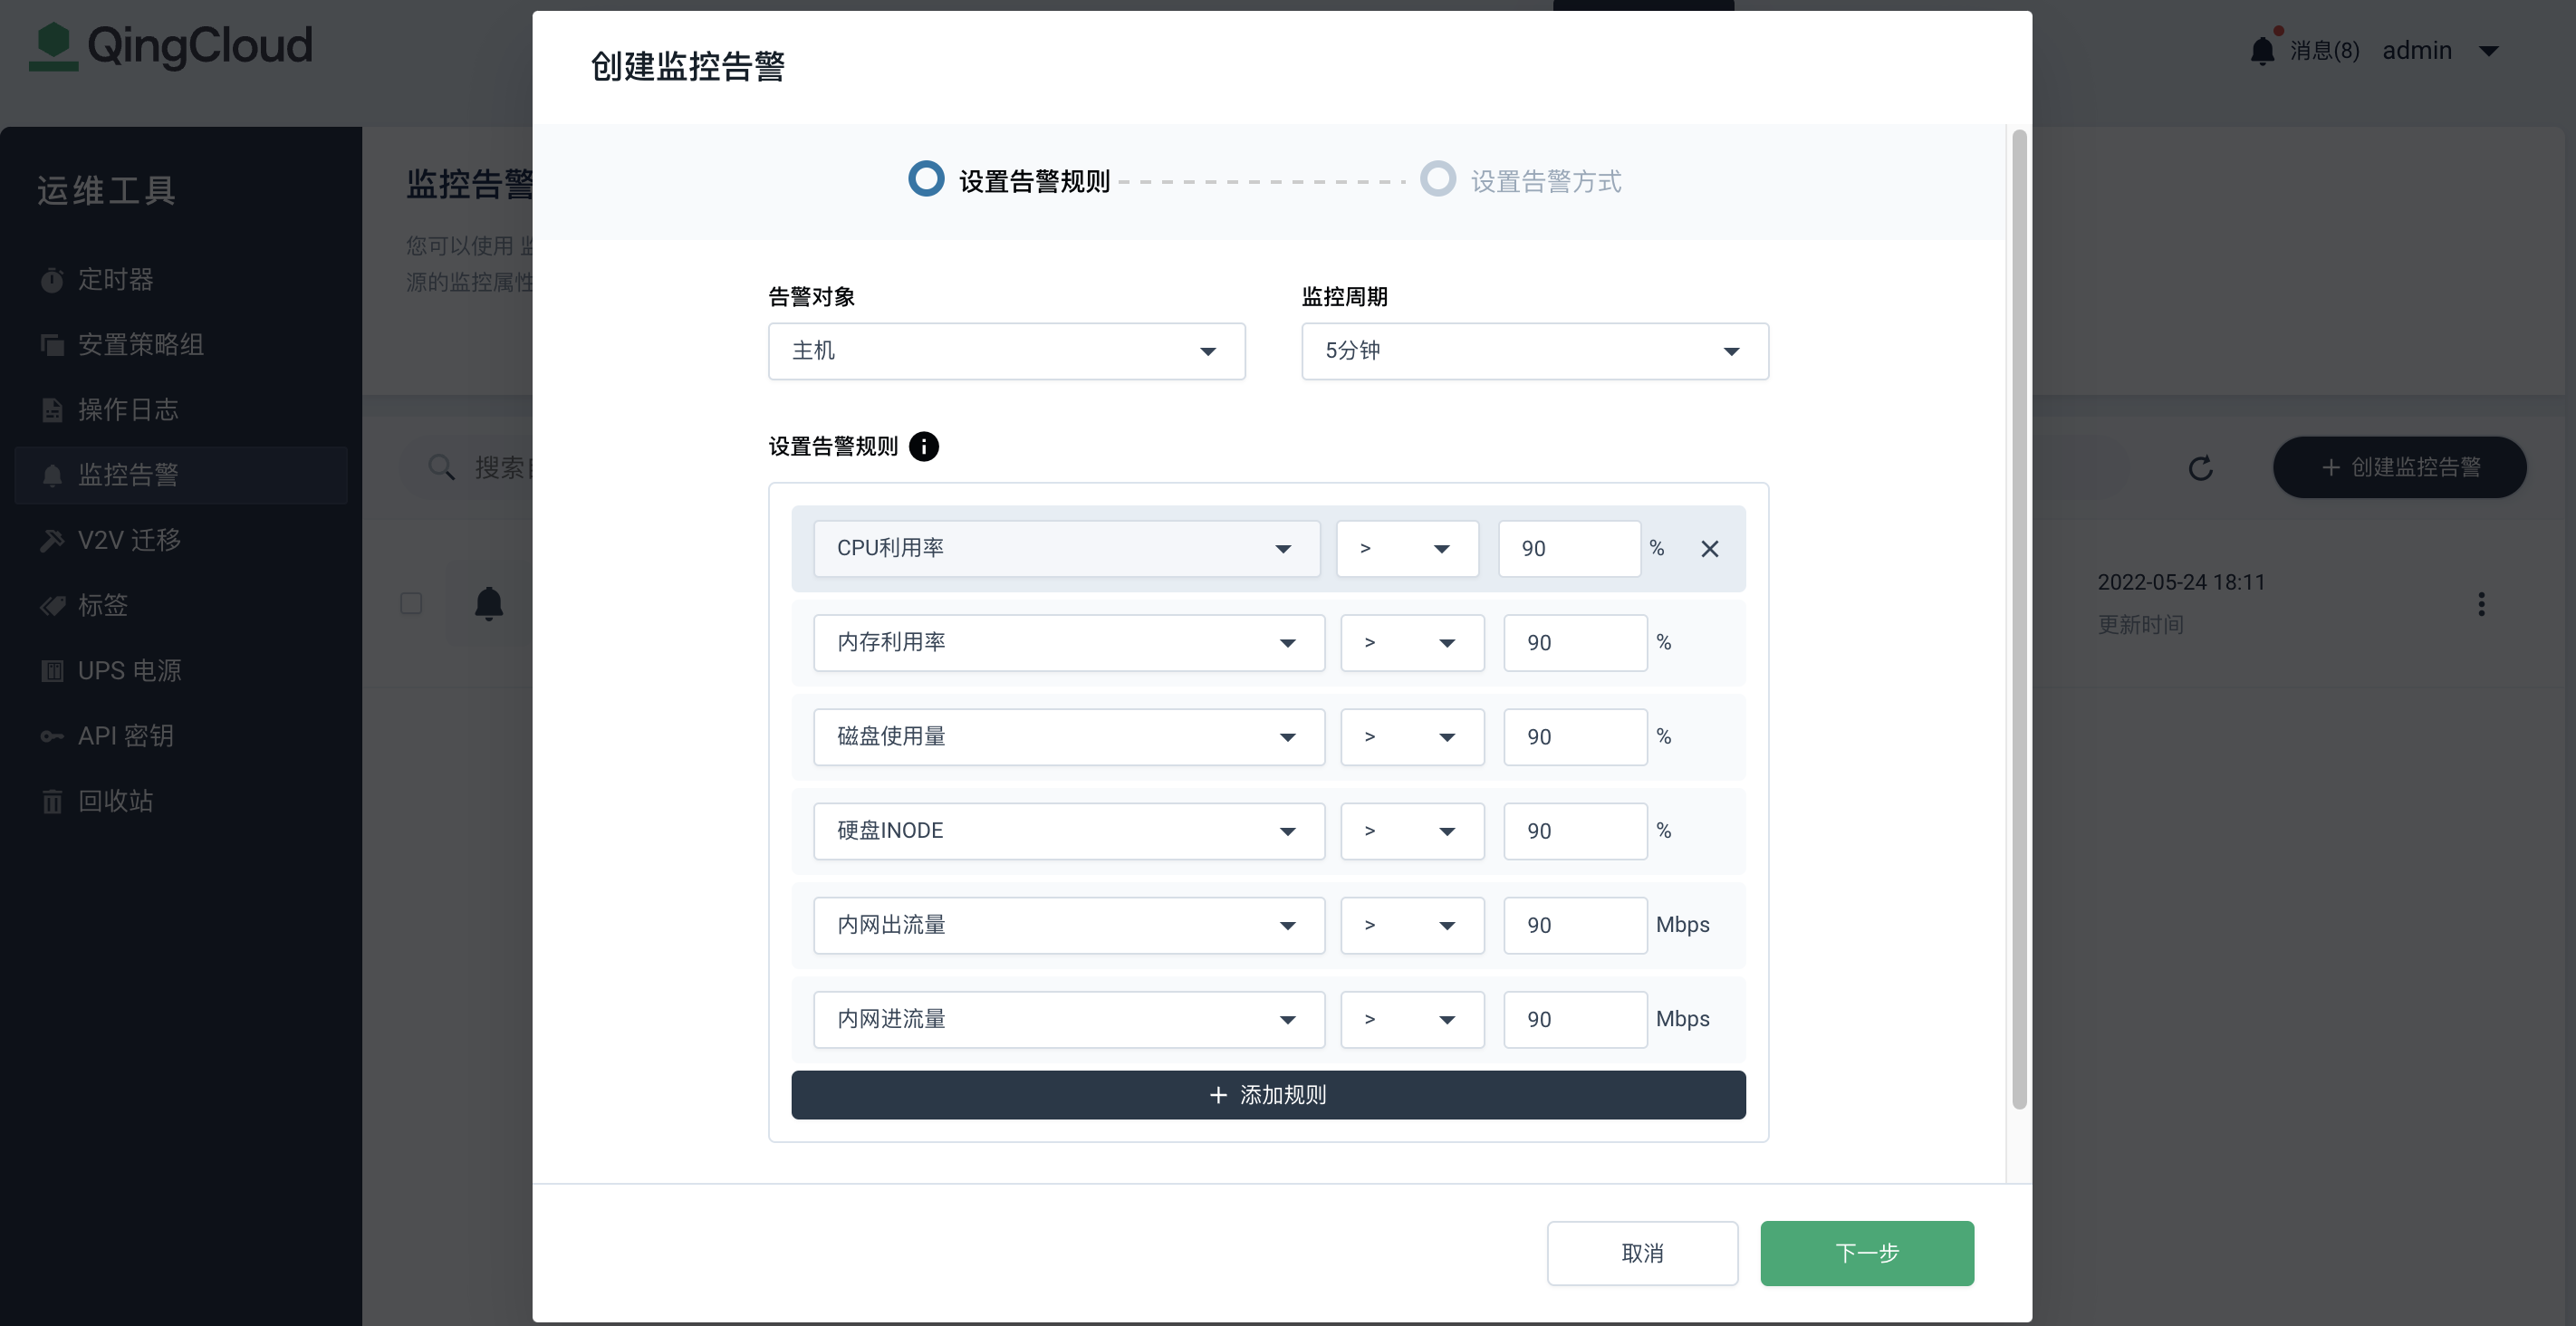 QingCloud
消息(8) admin
运维工具
定时器
安置策略组
操作日志
监控告警
V2V 迁移
标签
UPS 电源
API 密钥
回收站
监控告警
您可以使用 监
源的监控属性
搜索
创建监控告警
2022-05-24 18:11
更新时间
创建监控告警
设置告警规则
设置告警方式
告警对象
监控周期
主机
5分钟
设置告警规则
CPU利用率 > 90 %
内存利用率 > 90 %
磁盘使用量 > 90 %
硬盘INODE > 90 %
内网出流量 > 90 Mbps
内网进流量 > 90 Mbps
添加规则
取消
下一步